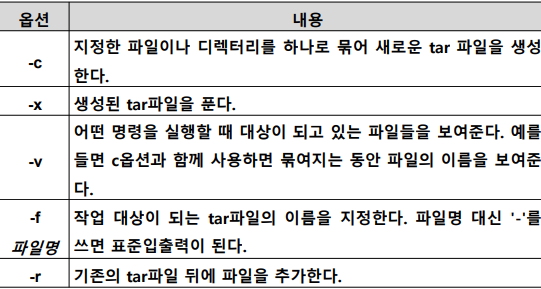 옵션 내용
-c 지정한 파일이나 디렉터리를 하나로 묶어 새로운 tar 파일을 생성
한다.
-x 생성된 tar파일을 푼다.
-v 어떤 명령을 실행할 때 대상이 되고 있는 파일들을 보여준다. 예를
들면 c옵션과 함께 사용하면 묶여지는 동안 파일의 이름을 보여준
다.
-f 작업 대상이 되는 tar파일의 이름을 지정한다. 파일명 대신 '-'를
파일명 쓰면 표준입출력이 된다.
-r 기존의 tar파일 뒤에 파일을 추가한다.